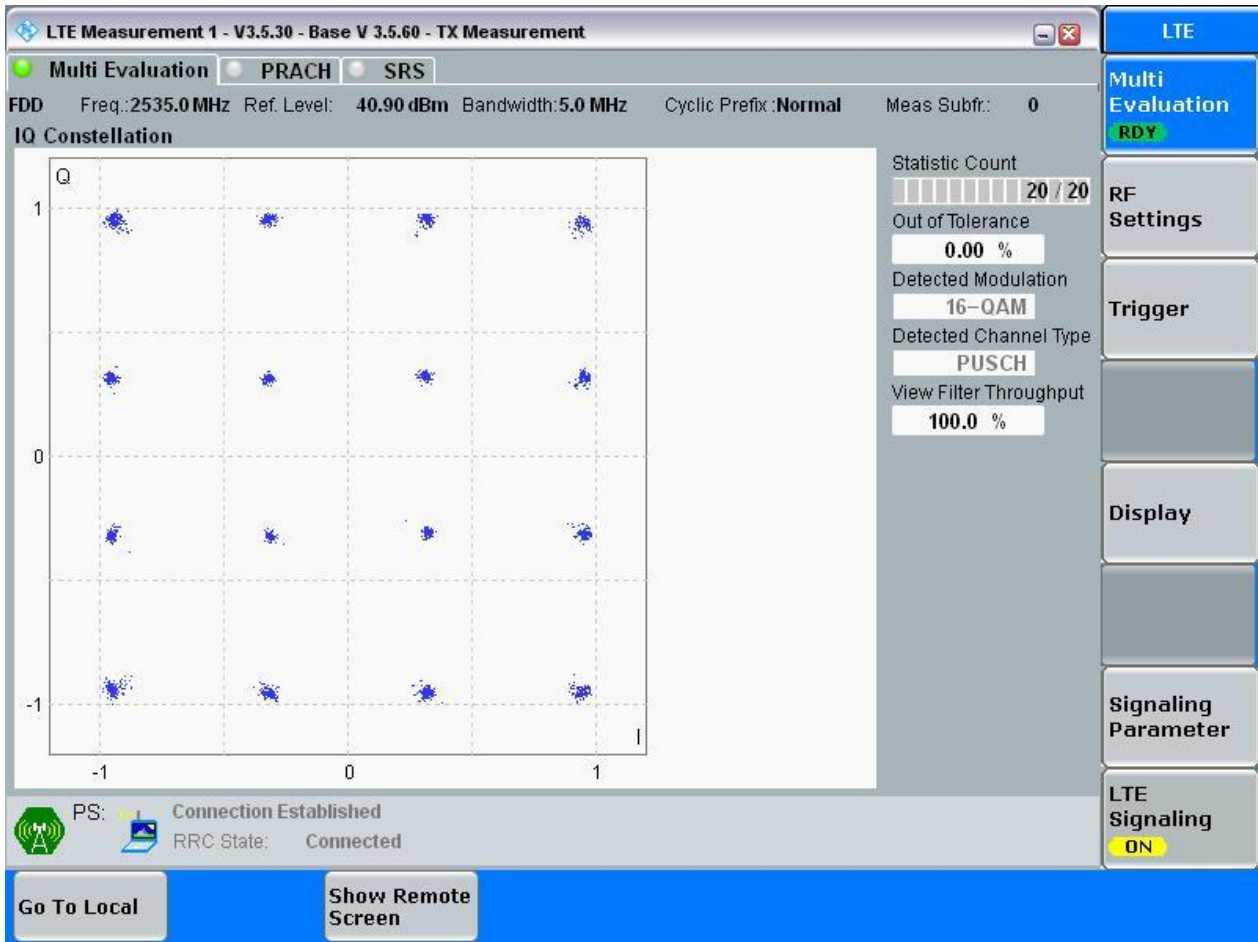 LTE Measurement 1 - V3.5.30 - Base V 3.5.60 - TX Measurement
LTE
Multi Evaluation PRACH SRS
FDD Freq.:2535.0 MHz Ref. Level: 40.90 dBm Bandwidth:5.0 MHz Cyclic Prefix :Normal Meas Subfr.: 0
IQ Constellation
Q
1
0
-1
I
-1 0 1
Statistic Count
20 / 20
Out of Tolerance
0.00 %
Detected Modulation
16-QAM
Detected Channel Type
PUSCH
View Filter Throughput
100.0 %
Multi
Evaluation
RDY
RF
Settings
Trigger
Display
Signaling
Parameter
LTE
Signaling
ON
PS: Connection Established
RRC State: Connected
Go To Local
Show Remote
Screen